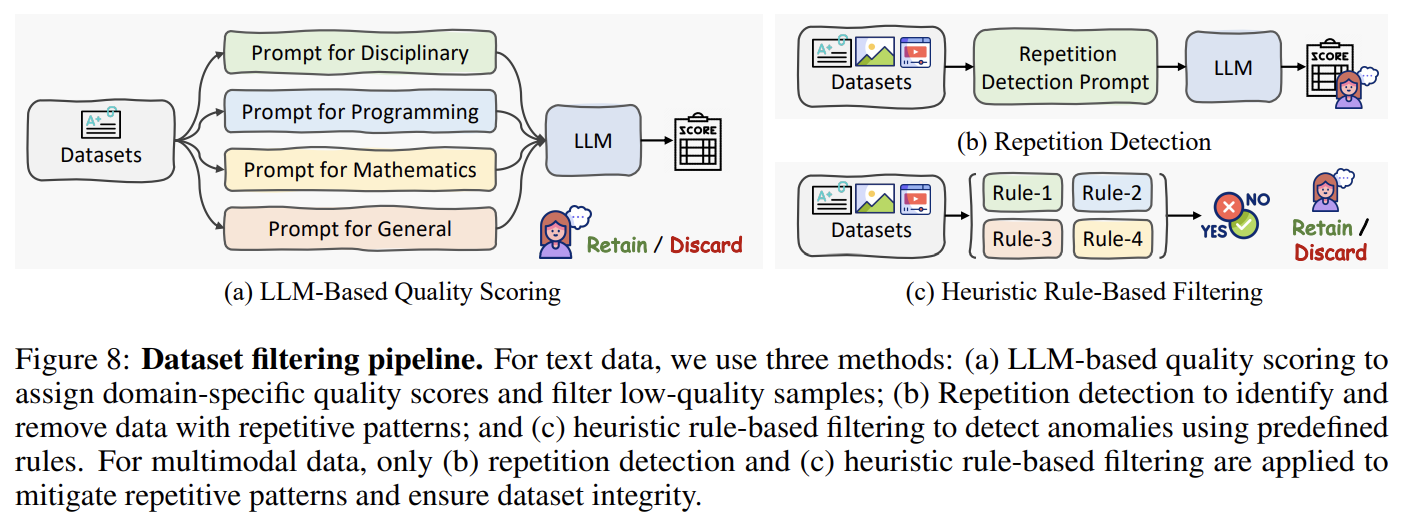 Prompt for Disciplinary
Prompt for Programming
Prompt for Mathematics
Prompt for General
A+
Datasets
LLM
SCORE
Retain / Discard
(a) LLM-Based Quality Scoring
A+
Datasets
Repetition
Detection Prompt
LLM
SCORE
(b) Repetition Detection
A+
Datasets
Rule-1
Rule-2
Rule-3
Rule-4
NO
YES
Retain /
Discard
(c) Heuristic Rule-Based Filtering
Figure 8: Dataset filtering pipeline. For text data, we use three methods: (a) LLM-based quality scoring to
assign domain-specific quality scores and filter low-quality samples; (b) Repetition detection to identify and
remove data with repetitive patterns; and (c) heuristic rule-based filtering to detect anomalies using predefined
rules. For multimodal data, only (b) repetition detection and (c) heuristic rule-based filtering are applied to
mitigate repetitive patterns and ensure dataset integrity.